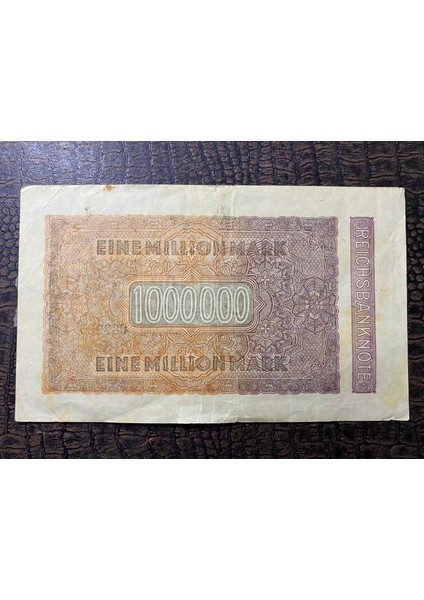 EINE MILLION MARK
1000000
EINE MILLION MARK
REICHSBANKNOTE